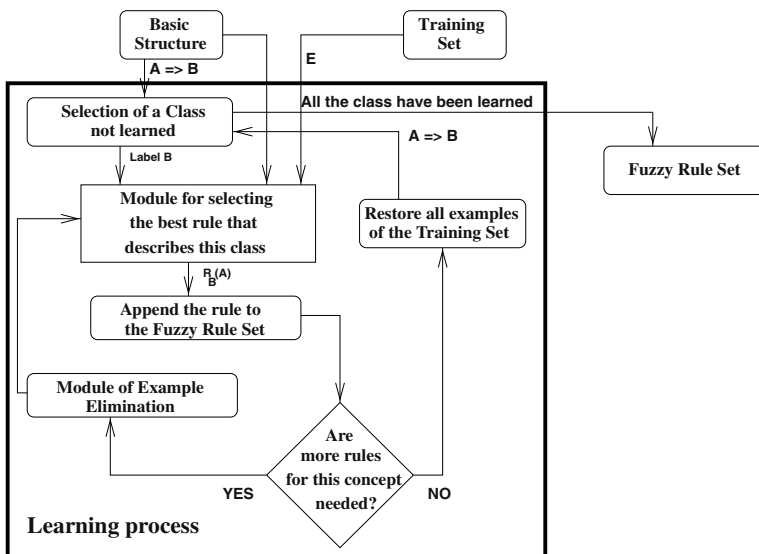 Basic
Structure
Training
Set
A => B
E
Selection of a Class
not learned
All the class have been learned
A => B
Label B
Fuzzy Rule Set
Module for selecting
the best rule that
describes this class
Restore all examples
of the Training Set
R (A)
B
Append the rule to
the Fuzzy Rule Set
Module of Example
Elimination
Are
more rules
for this concept
needed?
YES
NO
Learning process